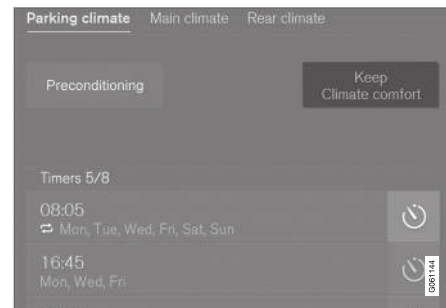 Parking climate Main climate Rear climate
Preconditioning
Keep
Climate comfort
Timers 5/8
08:05
Mon, Tue, Wed, Fri, Sat, Sun
16:45
Mon, Wed, Fri
G061144